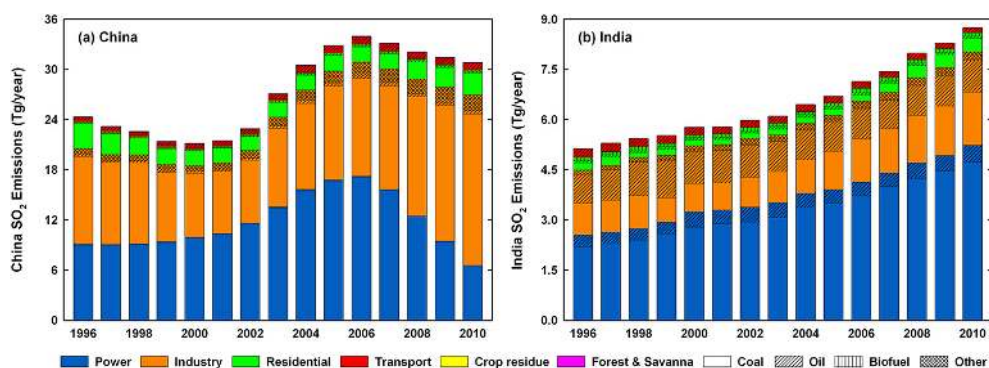 (a) China
China SO2 Emissions (Tg/year)
36
30
24
18
12
6
0
1996 1998 2000 2002 2004 2006 2008 2010
(b) India
India SO2 Emissions (Tg/year)
9.0
7.5
6.0
4.5
3.0
1.5
0.0
1996 1998 2000 2002 2004 2006 2008 2010
Power Industry Residential Transport Crop residue Forest & Savanna Coal Oil Biofuel Other